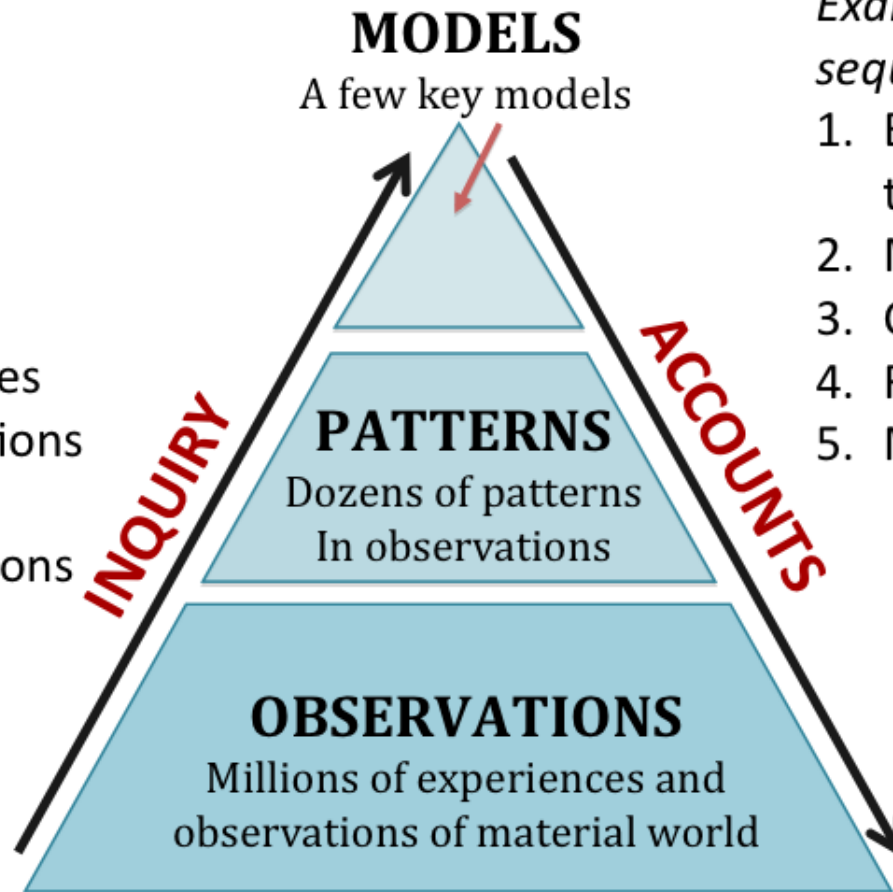 MODELS
A few key models
INQUIRY
ACCOUNTS
PATTERNS
Dozens of patterns
In observations
OBSERVATIONS
Millions of experiences and
observations of material world
1.
2.
3.
4.
5.